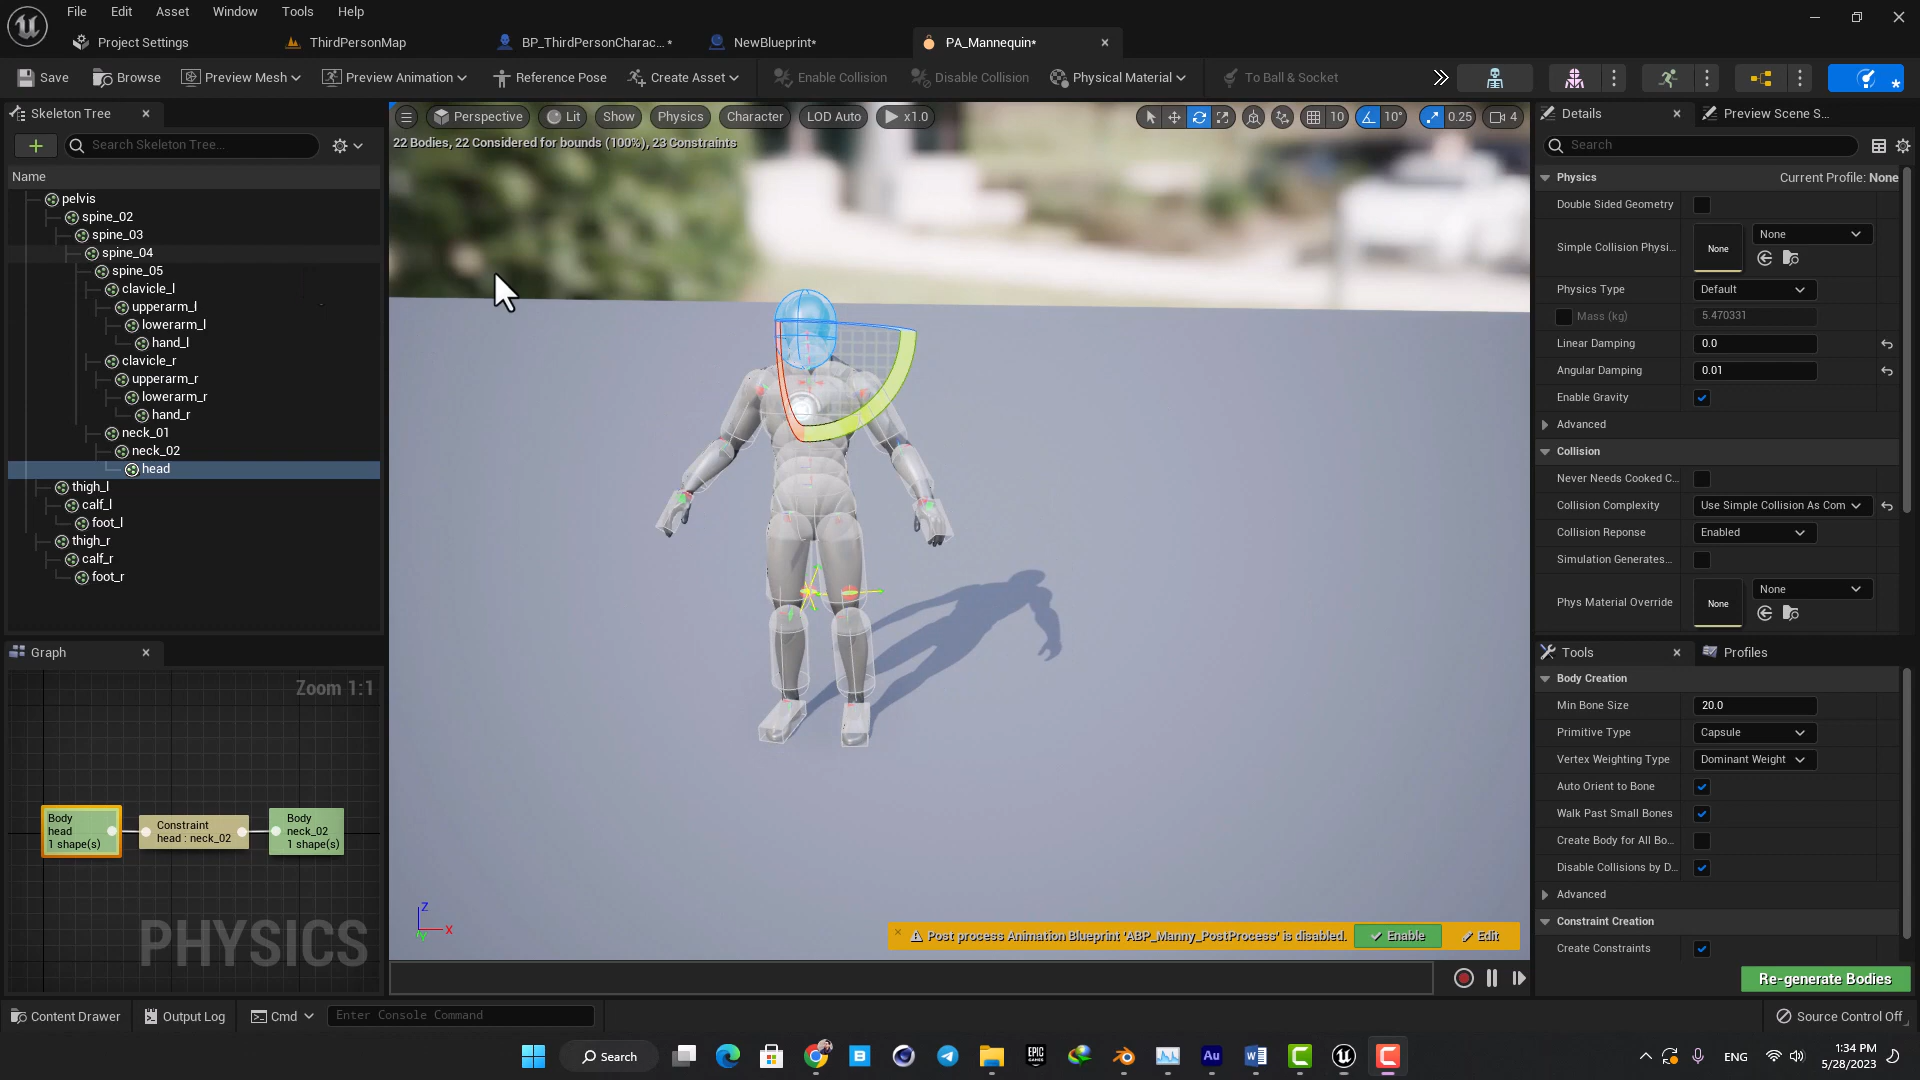 File Edit Asset Window Tools Help
Project Settings ThirdPersonMap BP_ThirdPersonCharac... * NewBlueprint* PA_Mannequin*
Save Browse Preview Mesh Preview Animation Reference Pose Create Asset Enable Collision Disable Collision Physical Material To Ball & Socket
Skeleton Tree
Search Skeleton Tree...
Name
pelvis
spine_02
spine_03
spine_04
spine_05
clavicle_l
upperarm_l
lowerarm_l
hand_l
clavicle_r
upperarm_r
lowerarm_r
hand_r
neck_01
neck_02
head
thigh_l
calf_l
foot_l
thigh_r
calf_r
foot_r
Perspective Lit Show Physics Character LOD Auto x1.0 10 10° 0.25 4
22 Bodies, 22 Considered for bounds (100%), 23 Constraints
Z
X
Y
Post process Animation Blueprint 'ABP_Manny_PostProcess' is disabled. Enable Edit
Graph
Zoom 1:1
Body
head
1 shape(s)
Constraint
head : neck_02
Body
neck_02
1 shape(s)
PHYSICS
Details Preview Scene S...
Search
Physics Current Profile: None
Double Sided Geometry
Simple Collision Physi... None None
Physics Type Default
Mass (kg) 5.470331
Linear Damping 0.0
Angular Damping 0.01
Enable Gravity
Advanced
Collision
Never Needs Cooked C...
Collision Complexity Use Simple Collision As Com
Collision Reponse Enabled
Simulation Generates...
Phys Material Override None None
Tools Profiles
Body Creation
Min Bone Size 20.0
Primitive Type Capsule
Vertex Weighting Type Dominant Weight
Auto Orient to Bone
Walk Past Small Bones
Create Body for All Bo...
Disable Collisions by D...
Advanced
Constraint Creation
Create Constraints
Re-generate Bodies
Content Drawer Output Log Cmd Enter Console Command Source Control Off
Search EPIC GAMES Au ENG 1:34 PM
5/28/2023